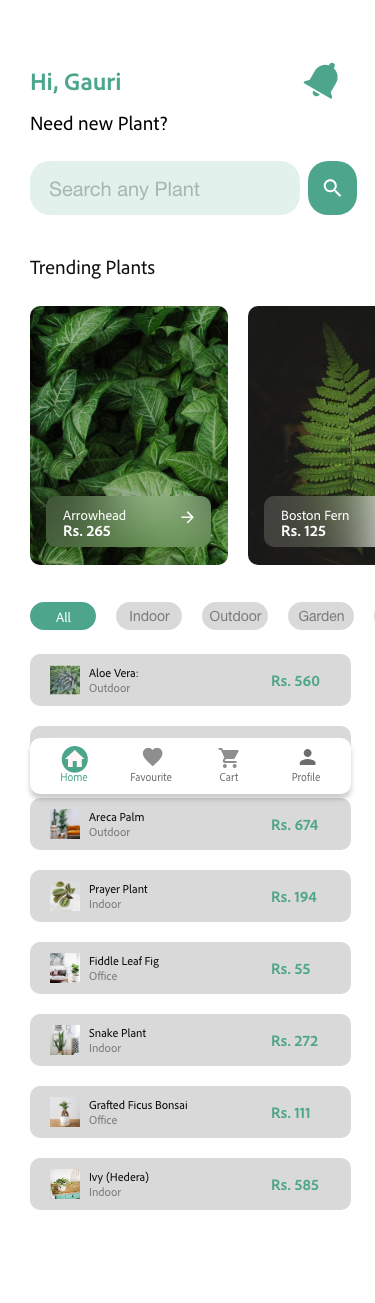 Hi, Gauri
Need new Plant?
Search any Plant
Trending Plants
Arrowhead
Rs. 265
Boston Fern
Rs. 125
All
Indoor
Outdoor
Garden
Aloe Vera:
Outdoor
Rs. 560
Home
Favourite
Cart
Profile
Areca Palm
Outdoor
Rs. 674
Prayer Plant
Indoor
Rs. 194
Fiddle Leaf Fig
Office
Rs. 55
Snake Plant
Indoor
Rs. 272
Grafted Ficus Bonsai
Office
Rs. 111
Ivy (Hedera)
Indoor
Rs. 585